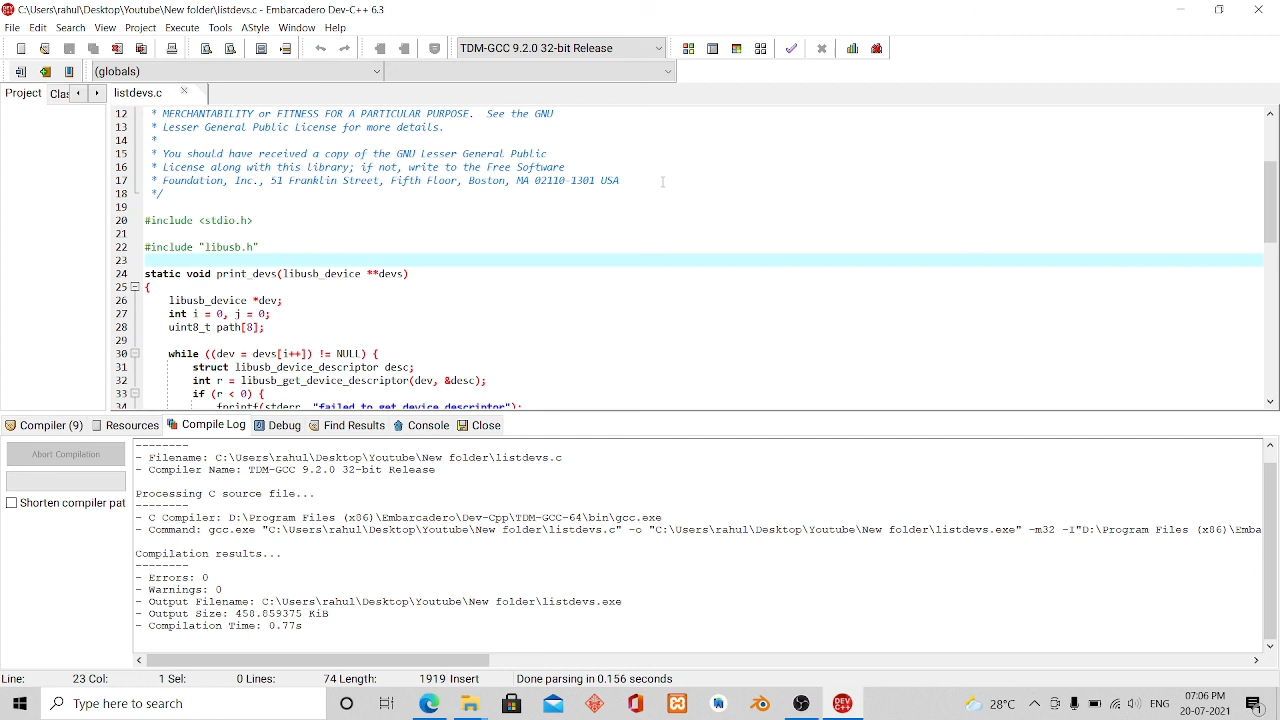 C:\Users\rahul\Desktop\Youtube\New folder\listdevs.c - Embarcadero Dev-C++ 6.3
File Edit Search View Project Execute Tools AStyle Window Help
TDM-GCC 9.2.0 32-bit Release
(globals)
Project Clas listdevs.c
12 * MERCHANTABILITY or FITNESS FOR A PARTICULAR PURPOSE.  See the GNU
13 * Lesser General Public License for more details.
14 *
15 * You should have received a copy of the GNU Lesser General Public
16 * License along with this library; if not, write to the Free Software
17 * Foundation, Inc., 51 Franklin Street, Fifth Floor, Boston, MA 02110-1301 USA
18 */
19
20 #include <stdio.h>
21
22 #include "libusb.h"
23
24 static void print_devs(libusb_device **devs)
25 {
26 libusb_device *dev;
27 int i = 0, j = 0;
28 uint8_t path[8];
29
30 while ((dev = devs[i++]) != NULL) {
31 struct libusb_device_descriptor desc;
32 int r = libusb_get_device_descriptor(dev, &desc);
33 if (r < 0) {
34 fprintf(stderr, "failed to get device descriptor");
Compiler (9) Resources Compile Log Debug Find Results Console Close
Abort Compilation
Shorten compiler pat
--------
- Filename: C:\Users\rahul\Desktop\Youtube\New folder\listdevs.c
- Compiler Name: TDM-GCC 9.2.0 32-bit Release
Processing C source file...
--------
- C Compiler: D:\Program Files (x86)\Embarcadero\Dev-Cpp\TDM-GCC-64\bin\gcc.exe
- Command: gcc.exe "C:\Users\rahul\Desktop\Youtube\New folder\listdevs.c" -o "C:\Users\rahul\Desktop\Youtube\New folder\listdevs.exe" -m32 -I"D:\Program Files (x86)\Emba
Compilation results...
--------
- Errors: 0
- Warnings: 0
- Output Filename: C:\Users\rahul\Desktop\Youtube\New folder\listdevs.exe
- Output Size: 450.859375 KiB
- Compilation Time: 0.77s
Line: 23 Col: 1 Sel: 0 Lines: 74 Length: 1919 Insert Done parsing in 0.156 seconds
Type here to search
DEV C++
28°C ENG 07:06 PM
20-07-2021
1